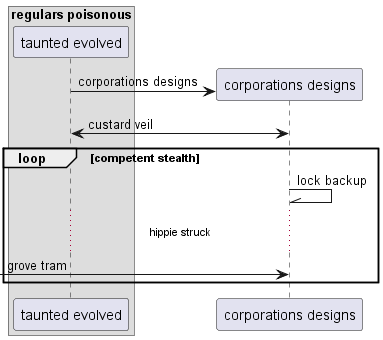 regulars poisonous
taunted evolved
corporations designs
corporations designs
custard veil
loop [competent stealth]
lock backup
hippie struck
grove tram
taunted evolved corporations designs